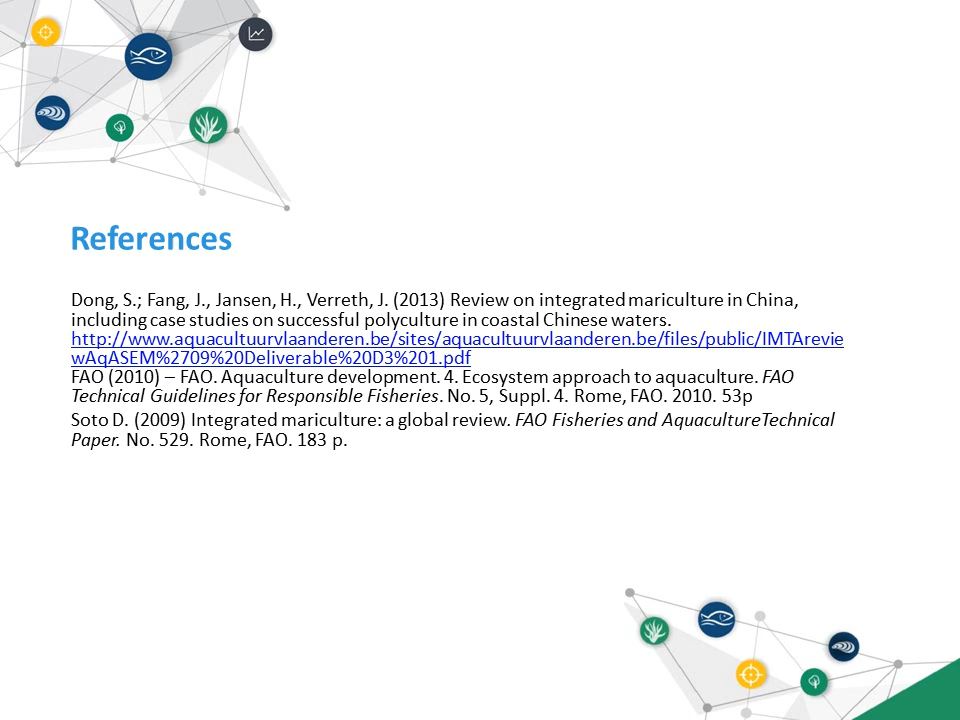 References
Dong, S.; Fang, J., Jansen, H., Verreth, J. (2013) Review on integrated mariculture in China,
including case studies on successful polyculture in coastal Chinese waters.
http://www.aquacultuurvlaanderen.be/sites/aquacultuurvlaanderen.be/files/public/IMTArevie
wAqASEM%2709%20Deliverable%20D3%201.pdf
FAO (2010) – FAO. Aquaculture development. 4. Ecosystem approach to aquaculture. FAO
Technical Guidelines for Responsible Fisheries. No. 5, Suppl. 4. Rome, FAO. 2010. 53p
Soto D. (2009) Integrated mariculture: a global review. FAO Fisheries and AquacultureTechnical
Paper. No. 529. Rome, FAO. 183 p.